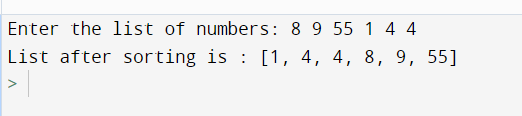 Enter the list of numbers: 8 9 55 1 4 4
List after sorting is : [1, 4, 4, 8, 9, 55]
>